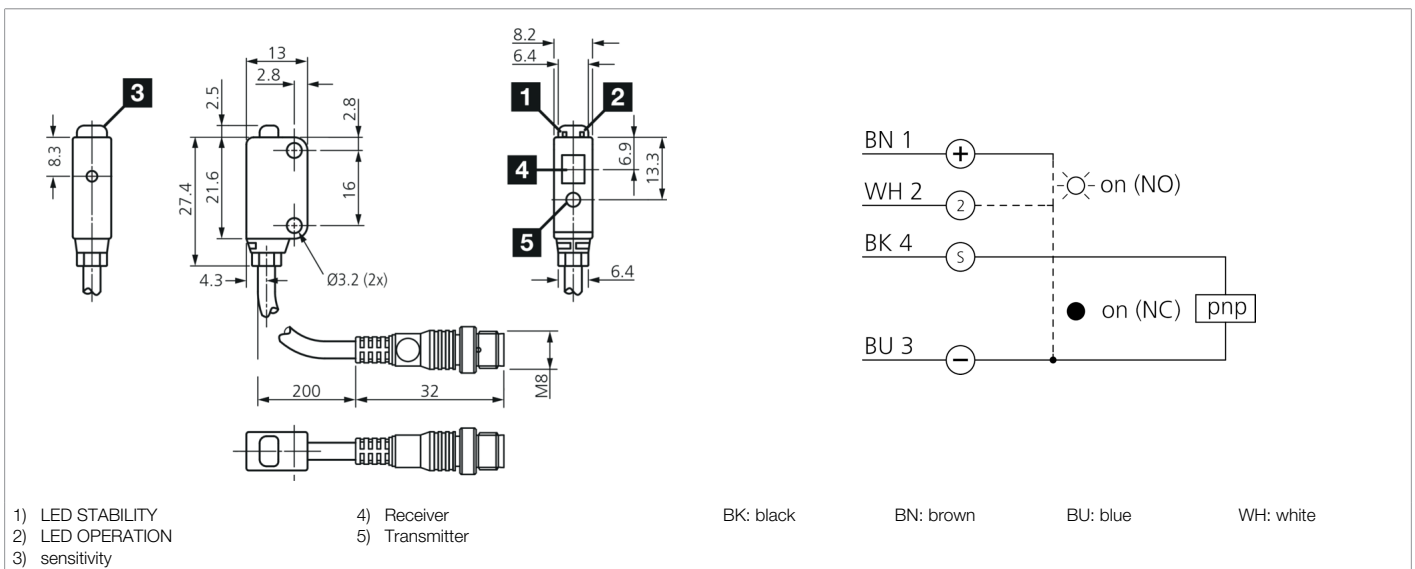 3
8.3
13
2.8
2.5
2.8
27.4
21.6
16
4.3
Ø3.2 (2x)
8.2
6.4
1
2
4
5
6.9
13.3
6.4
200
32
M8
BN 1
+
on (NO)
WH 2
2
BK 4
S
on (NC)
pnp
BU 3
−
1) LED STABILITY
2) LED OPERATION
3) sensitivity
4) Receiver
5) Transmitter
BK: black
BN: brown
BU: blue
WH: white